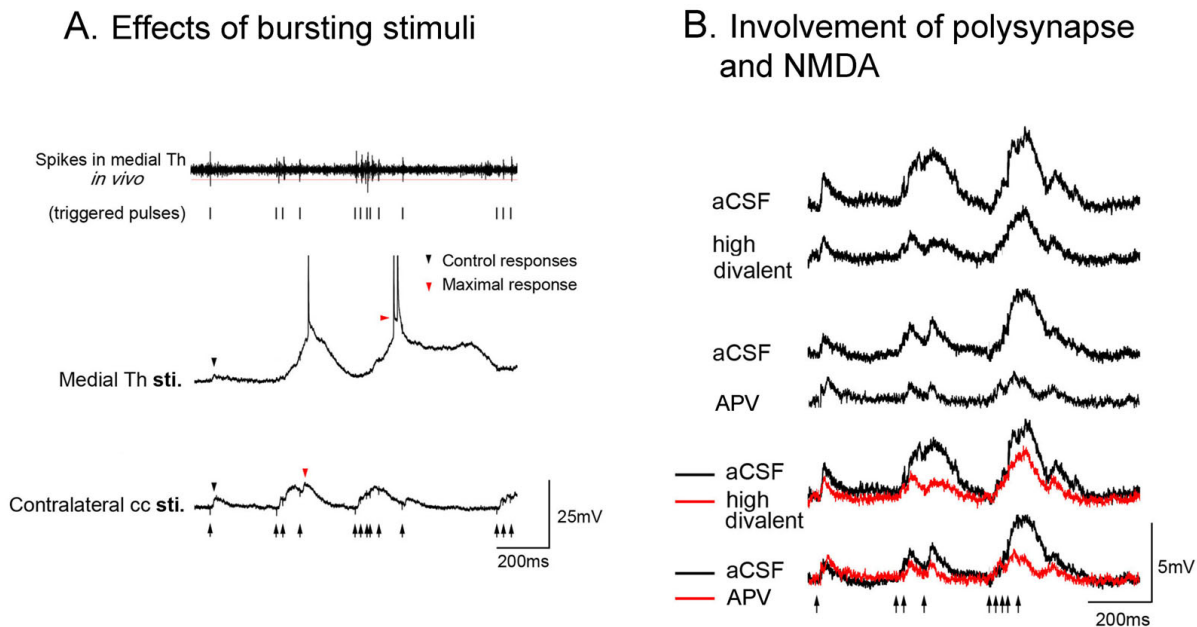 A. Effects of bursting stimuli
Spikes in medial Th
in vivo
(triggered pulses)
Control responses
Maximal response
Medial Th sti.
Contralateral cc sti.
25mV
200ms
B. Involvement of polysynapse
and NMDA
aCSF
high
divalent
aCSF
APV
aCSF
high
divalent
aCSF
APV
5mV
200ms